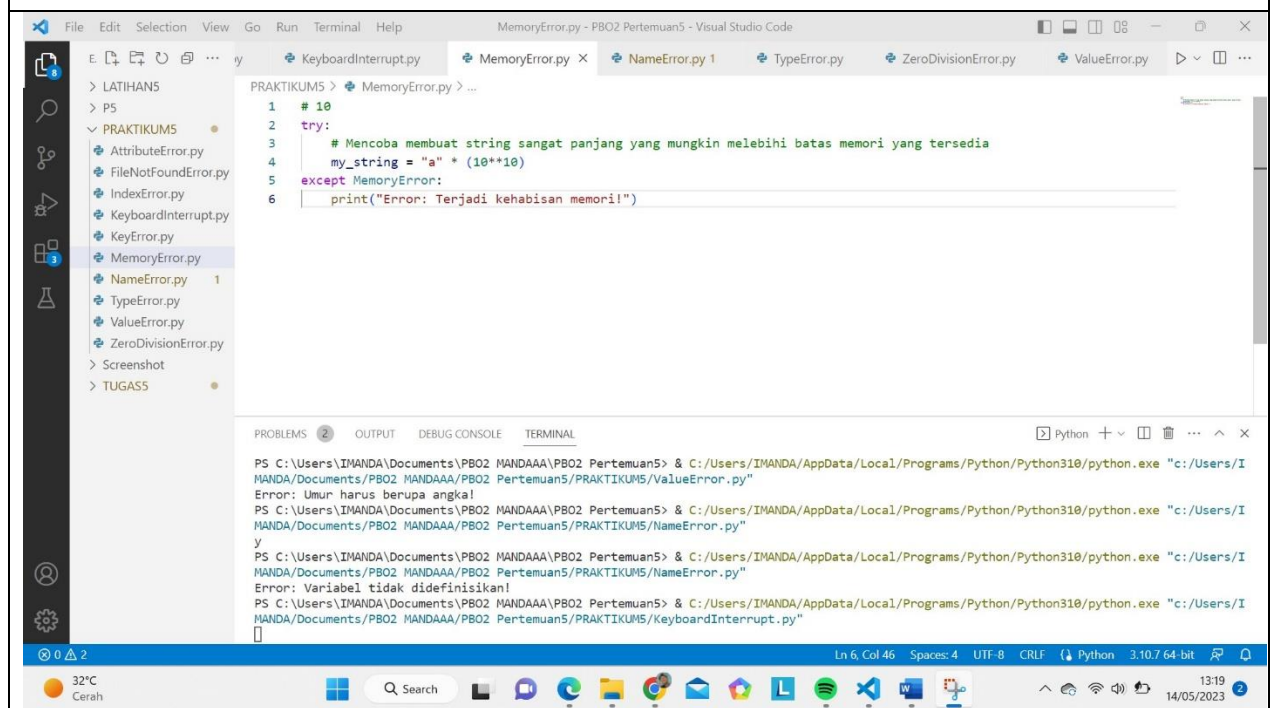 File Edit Selection View Go Run Terminal Help
MemoryError.py - PBO2 Pertemuan5 - Visual Studio Code
E
y
KeyboardInterrupt.py
MemoryError.py
NameError.py 1
TypeError.py
ZeroDivisionError.py
ValueError.py
8
> LATIHAN5
> P5
PRAKTIKUM5
AttributeError.py
FileNotFoundError.py
IndexError.py
KeyboardInterrupt.py
KeyError.py
MemoryError.py
NameError.py 1
TypeError.py
ValueError.py
ZeroDivisionError.py
> Screenshot
> TUGAS5
3
PRAKTIKUM5 > MemoryError.py > ...
1 # 10
2 try:
3 # Mencoba membuat string sangat panjang yang mungkin melebihi batas memori yang tersedia
4 my_string = "a" * (10**10)
5 except MemoryError:
6 print("Error: Terjadi kehabisan memori!")
PROBLEMS 2 OUTPUT DEBUG CONSOLE TERMINAL
Python
PS C:\Users\IMANDA\Documents\PBO2 MANDAAA\PBO2 Pertemuan5> & C:/Users/IMANDA/AppData/Local/Programs/Python/Python310/python.exe "c:/Users/I
MANDA/Documents/PBO2 MANDAAA/PBO2 Pertemuan5/PRAKTIKUM5/ValueError.py"
Error: Umur harus berupa angka!
PS C:\Users\IMANDA\Documents\PBO2 MANDAAA\PBO2 Pertemuan5> & C:/Users/IMANDA/AppData/Local/Programs/Python/Python310/python.exe "c:/Users/I
MANDA/Documents/PBO2 MANDAAA/PBO2 Pertemuan5/PRAKTIKUM5/NameError.py"
y
PS C:\Users\IMANDA\Documents\PBO2 MANDAAA\PBO2 Pertemuan5> & C:/Users/IMANDA/AppData/Local/Programs/Python/Python310/python.exe "c:/Users/I
MANDA/Documents/PBO2 MANDAAA/PBO2 Pertemuan5/PRAKTIKUM5/NameError.py"
Error: Variabel tidak didefinisikan!
PS C:\Users\IMANDA\Documents\PBO2 MANDAAA\PBO2 Pertemuan5> & C:/Users/IMANDA/AppData/Local/Programs/Python/Python310/python.exe "c:/Users/I
MANDA/Documents/PBO2 MANDAAA/PBO2 Pertemuan5/PRAKTIKUM5/KeyboardInterrupt.py"
0 2
Ln 6, Col 46 Spaces: 4 UTF-8 CRLF Python 3.10.7 64-bit
32°C
Cerah
Search
13:19
14/05/2023
2